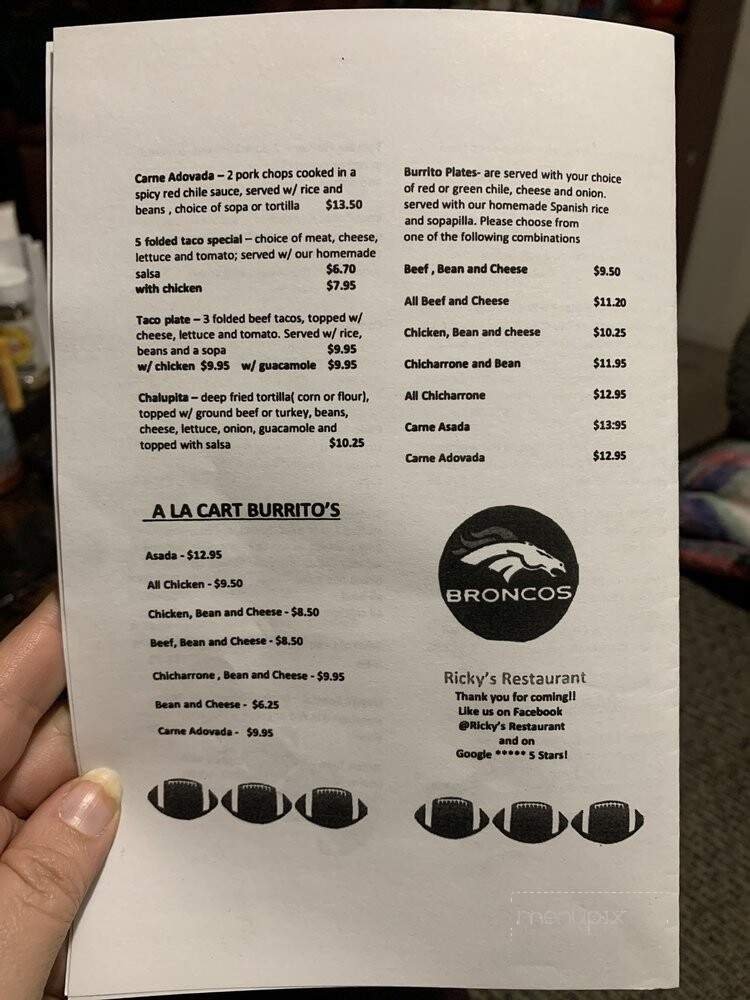 Carne Adovada – 2 pork chops cooked in a
spicy red chile sauce, served w/ rice and
beans , choice of sopa or tortilla $13.50
5 folded taco special – choice of meat, cheese,
lettuce and tomato; served w/ our homemade
salsa $6.70
with chicken $7.95
Taco plate – 3 folded beef tacos, topped w/
cheese, lettuce and tomato. Served w/ rice,
beans and a sopa $9.95
w/ chicken $9.95 w/ guacamole $9.95
Chalupita – deep fried tortilla( corn or flour),
topped w/ ground beef or turkey, beans,
cheese, lettuce, onion, guacamole and
topped with salsa $10.25
A LA CART BURRITO'S
Asada - $12.95
All Chicken - $9.50
Chicken, Bean and Cheese - $8.50
Beef, Bean and Cheese - $8.50
Chicharrone , Bean and Cheese - $9.95
Bean and Cheese - $6.25
Carne Adovada - $9.95
Burrito Plates- are served with your choice
of red or green chile, cheese and onion.
served with our homemade Spanish rice
and sopapilla. Please choose from
one of the following combinations
Beef , Bean and Cheese $9.50
All Beef and Cheese $11.20
Chicken, Bean and cheese $10.25
Chicharrone and Bean $11.95
All Chicharrone $12.95
Carne Asada $13:95
Carne Adovada $12.95
BRONCOS
Ricky's Restaurant
Thank you for coming!!
Like us on Facebook
@Ricky's Restaurant
and on
Google ***** 5 Stars!
menupix